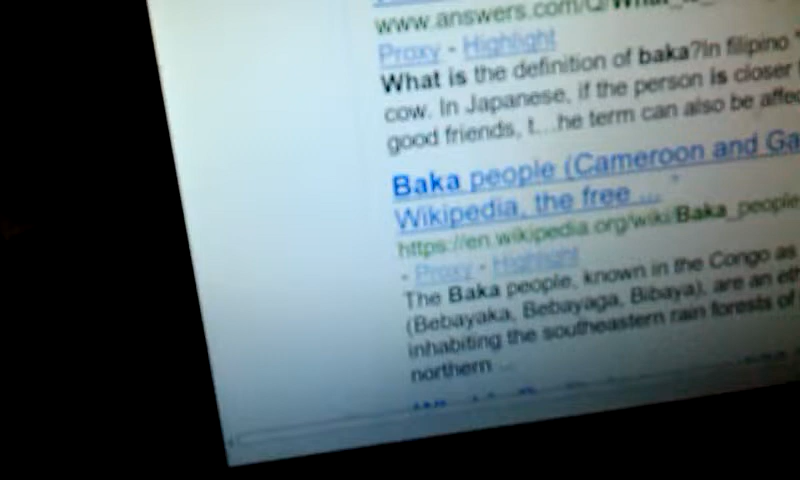 www.answers.com/Q/What_is_
Proxy - Highlight
What is the definition of baka?In filipino "
cow. In Japanese, if the person is closer
good friends, t...he term can also be affec
Baka people (Cameroon and Ga
Wikipedia, the free ...
https://en.wikipedia.org/wiki/Baka_people
- Proxy - Highlight
The Baka people, known in the Congo as
(Bebayaka, Bebayaga, Bibaya), are an eth
inhabiting the southeastern rain forests of
northern ...